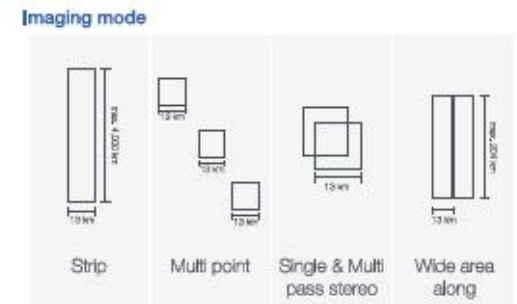 Imaging mode
max. 4,000 km
13 km
Strip
13 km
13 km
13 km
Multi point
13 km
Single & Multi
pass stereo
13 km
Wide area
along